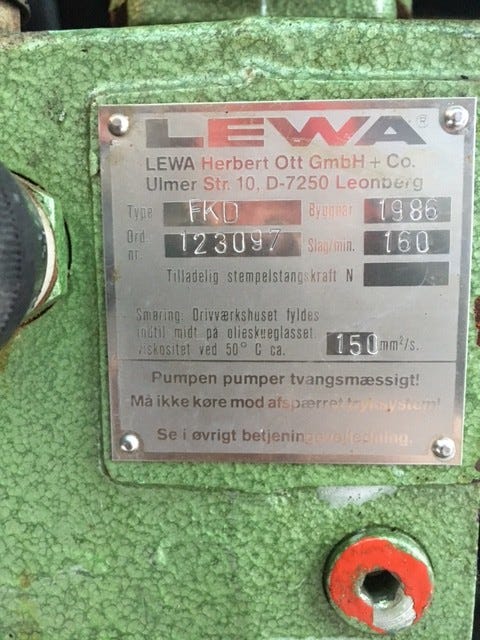 LEWA ®
LEWA Herbert Ott GmbH + Co.
Ulmer Str. 10, D-7250 Leonberg
Type FKD Byggeår 1986
Ord. nr. 123097 Slag/min. 160
Tilladelig stempelstangskraft N
Smøring. Drivværkshuset fyldes
indtil midt på olieskueglasset.
Viskositet ved 50° C ca. 150 mm²/s.
Pumpen pumper tvangsmæssigt!
Må ikke køre mod afspærret tryksystem!
Se i øvrigt betjeningsvejledning.